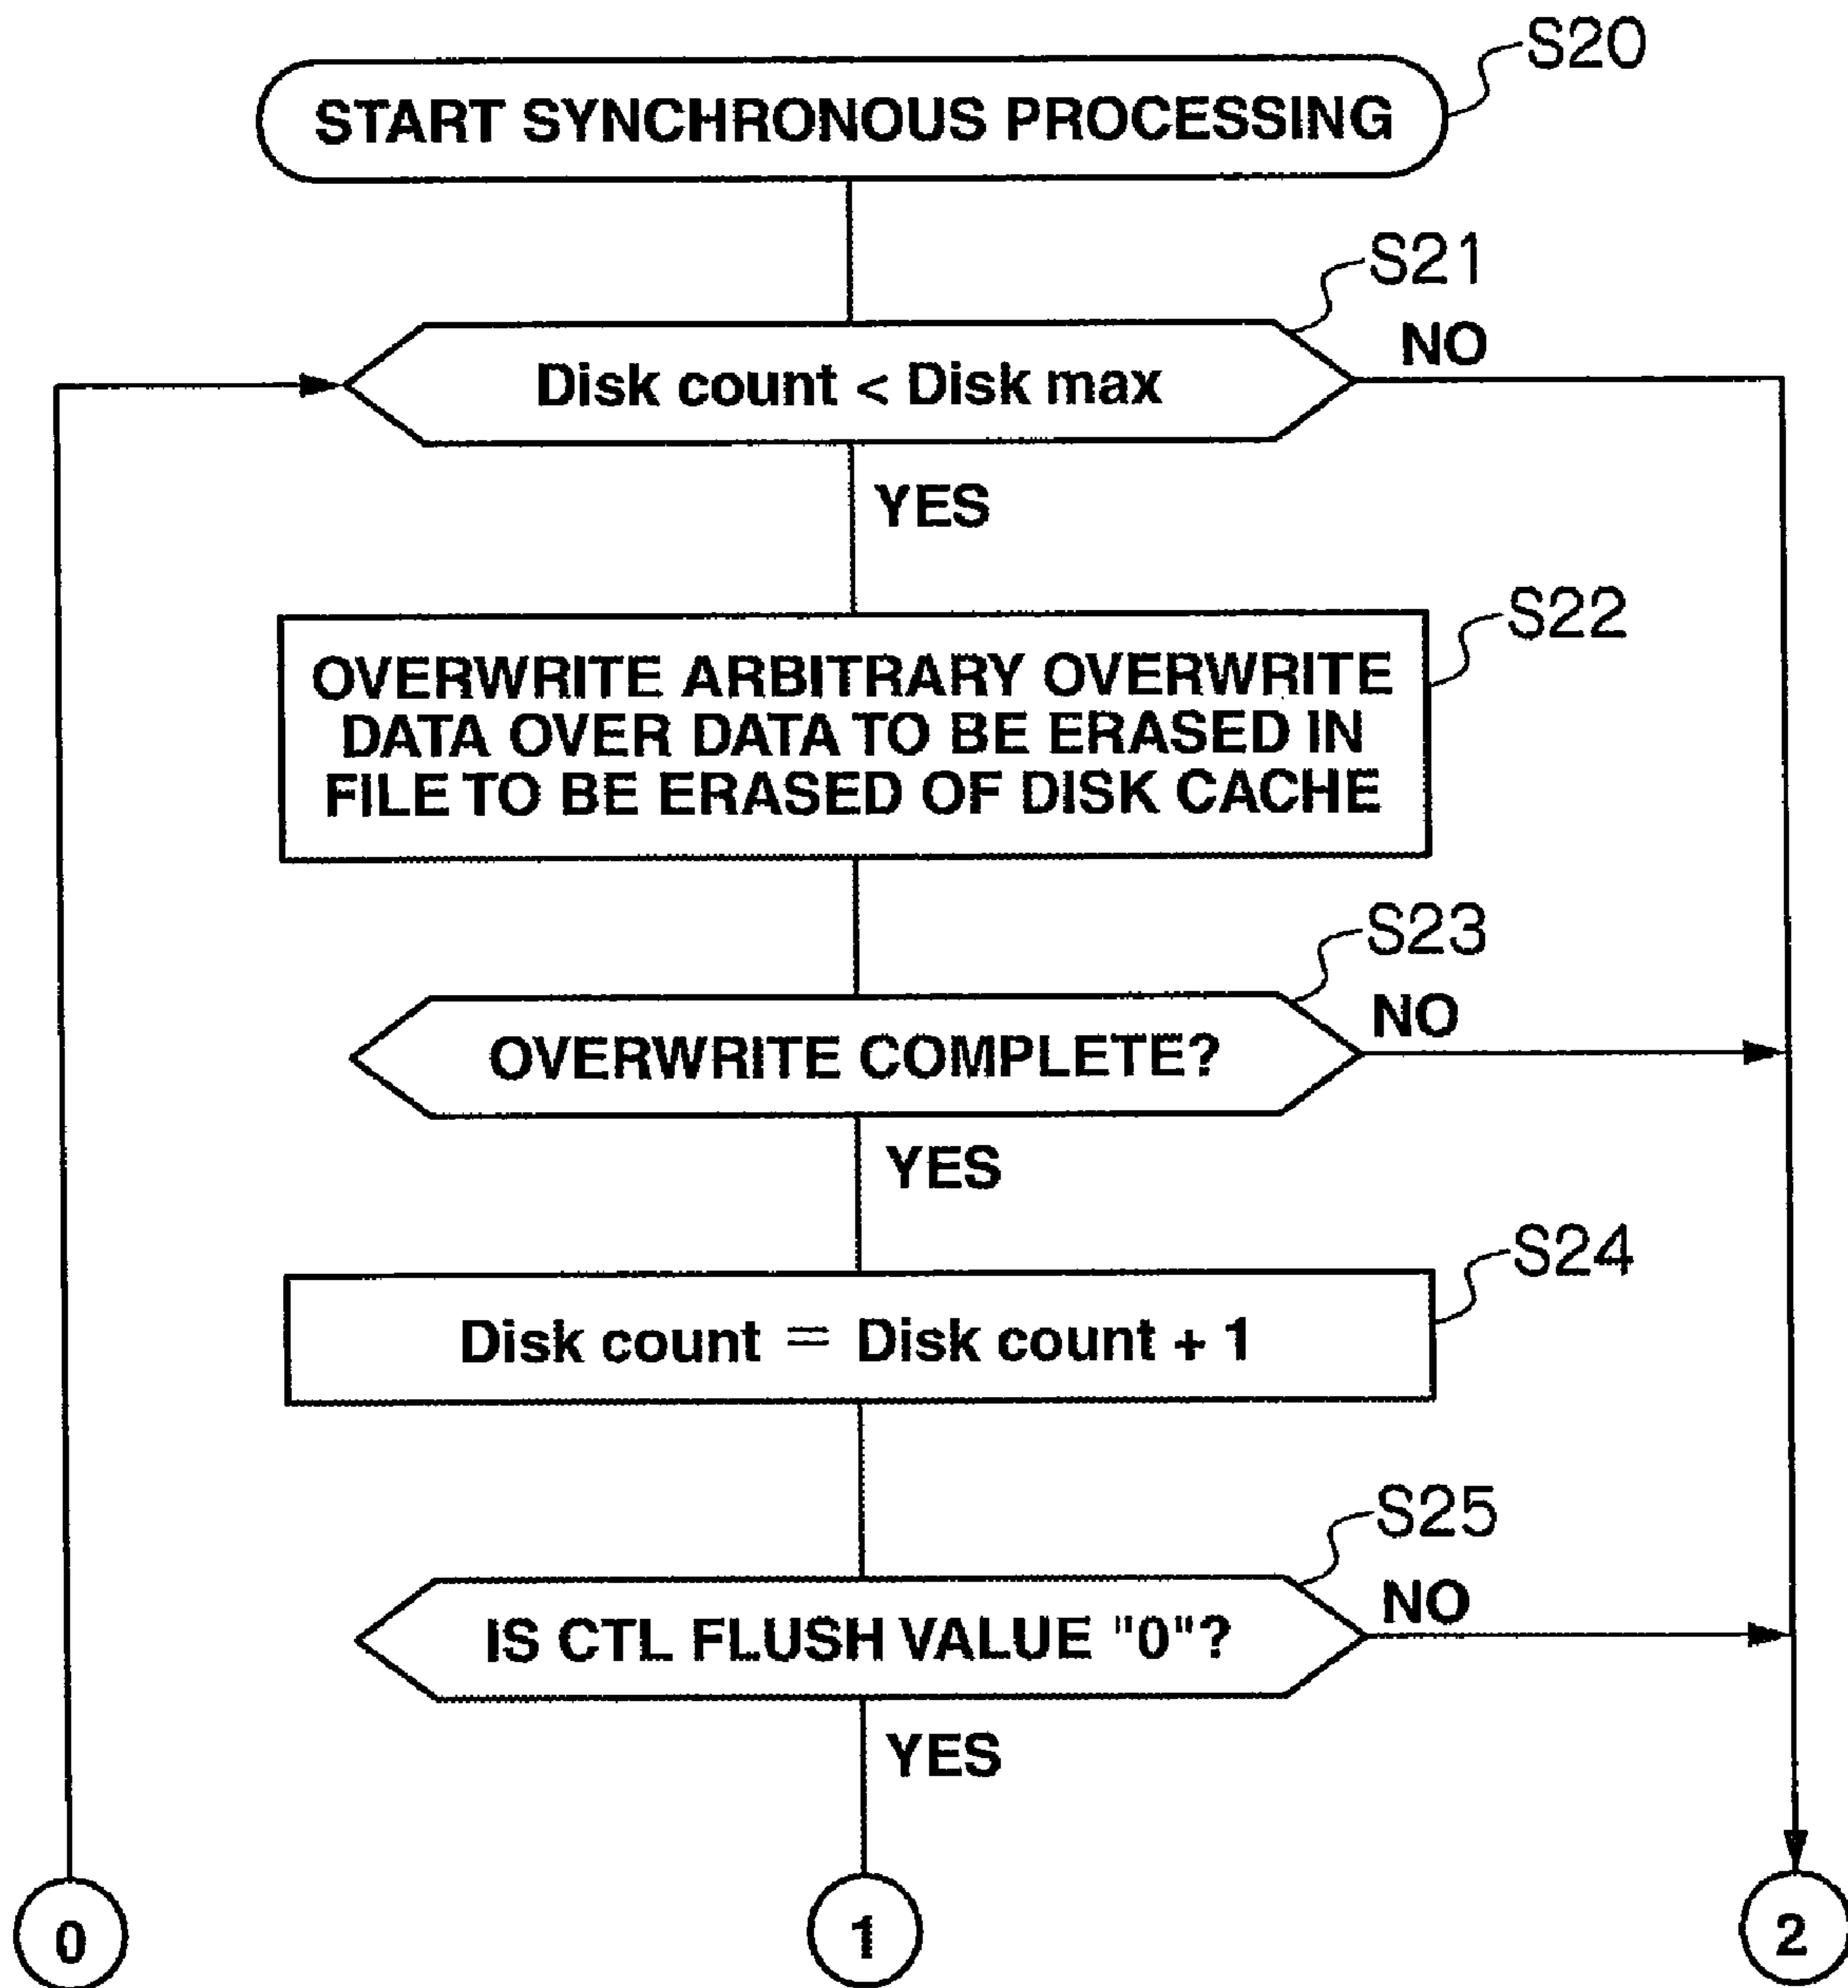 S20
START SYNCHRONOUS PROCESSING
S21
Disk count < Disk max
NO
YES
S22
OVERWRITE ARBITRARY OVERWRITE
DATA OVER DATA TO BE ERASED IN
FILE TO BE ERASED OF DISK CACHE
S23
OVERWRITE COMPLETE?
NO
YES
S24
Disk count = Disk count + 1
S25
IS CTL FLUSH VALUE "0"?
NO
YES
0
1
2